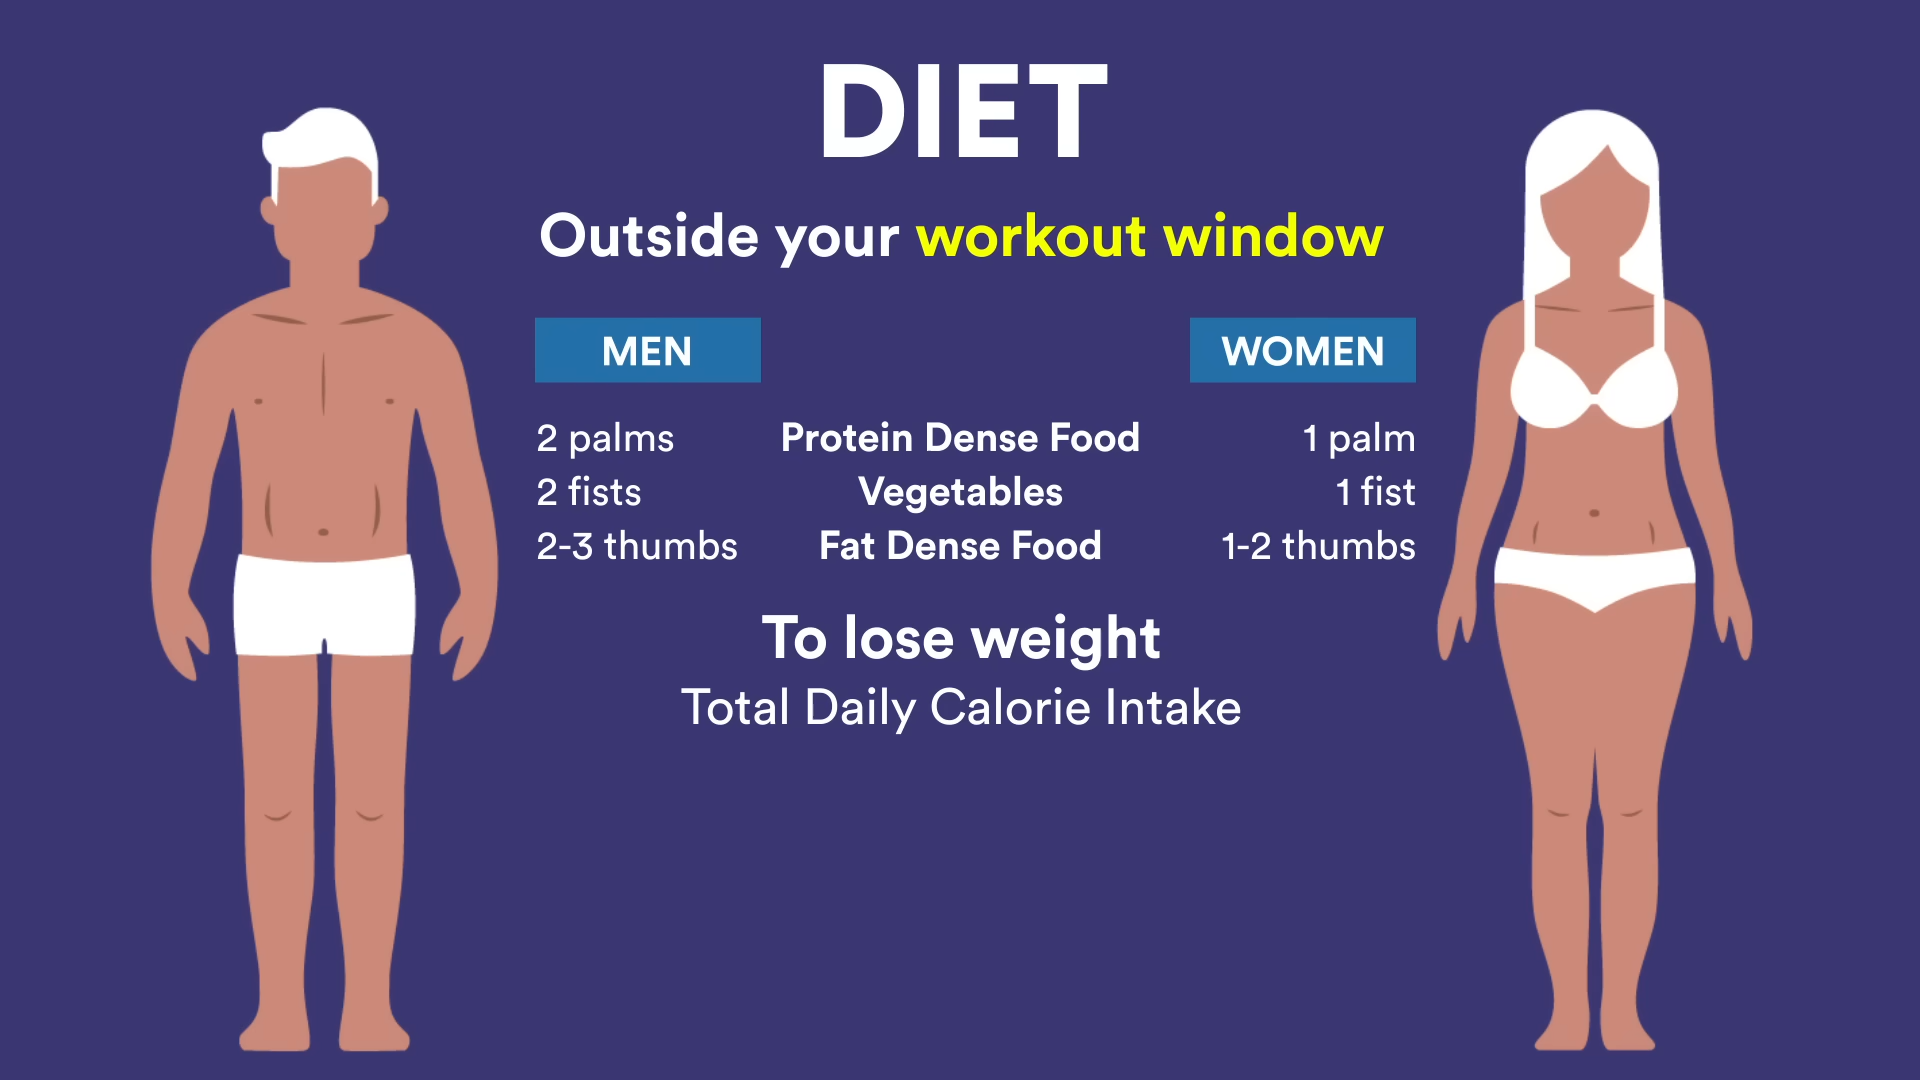 DIET
Outside your workout window
MEN WOMEN
2 palms Protein Dense Food 1 palm
2 fists Vegetables 1 fist
2-3 thumbs Fat Dense Food 1-2 thumbs
To lose weight
Total Daily Calorie Intake